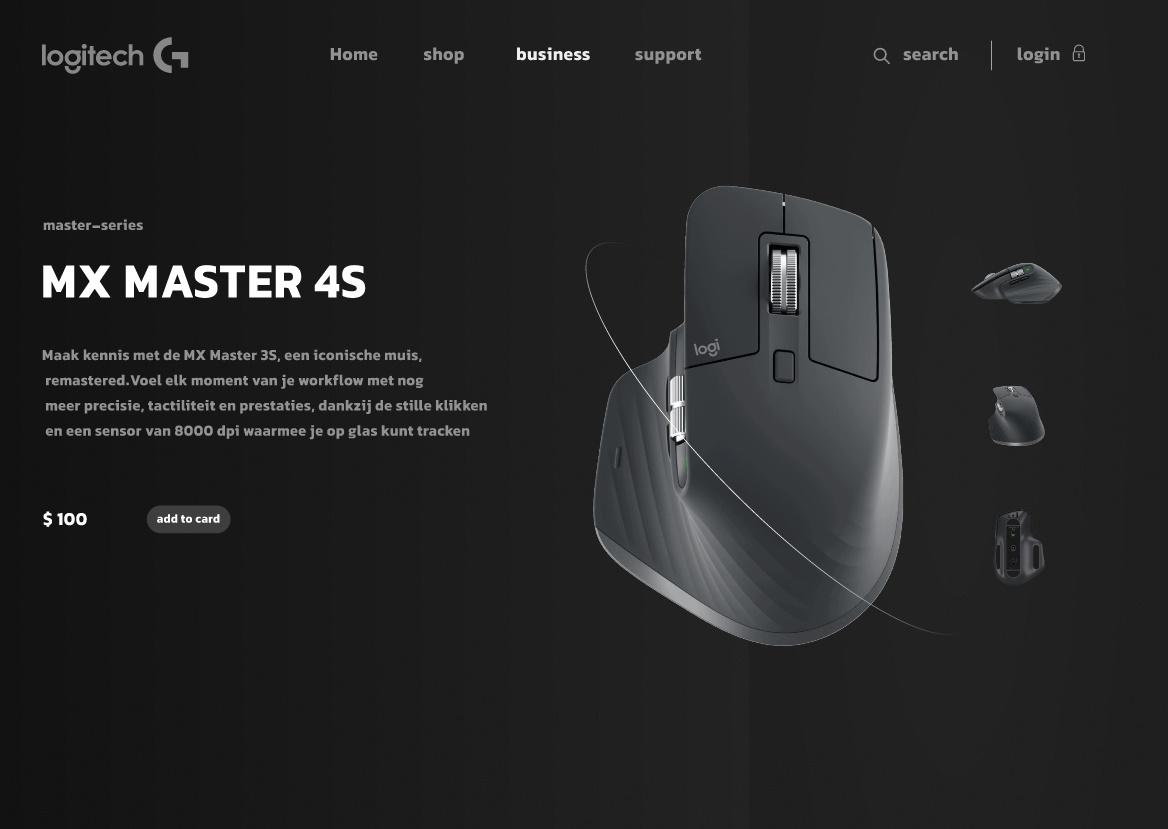 logitech G
Home shop business support search login
master-series
MX MASTER 4S
Maak kennis met de MX Master 3S, een iconische muis,
remastered.Voel elk moment van je workflow met nog
meer precisie, tactiliteit en prestaties, dankzij de stille klikken
en een sensor van 8000 dpi waarmee je op glas kunt tracken
$ 100 add to card
logi